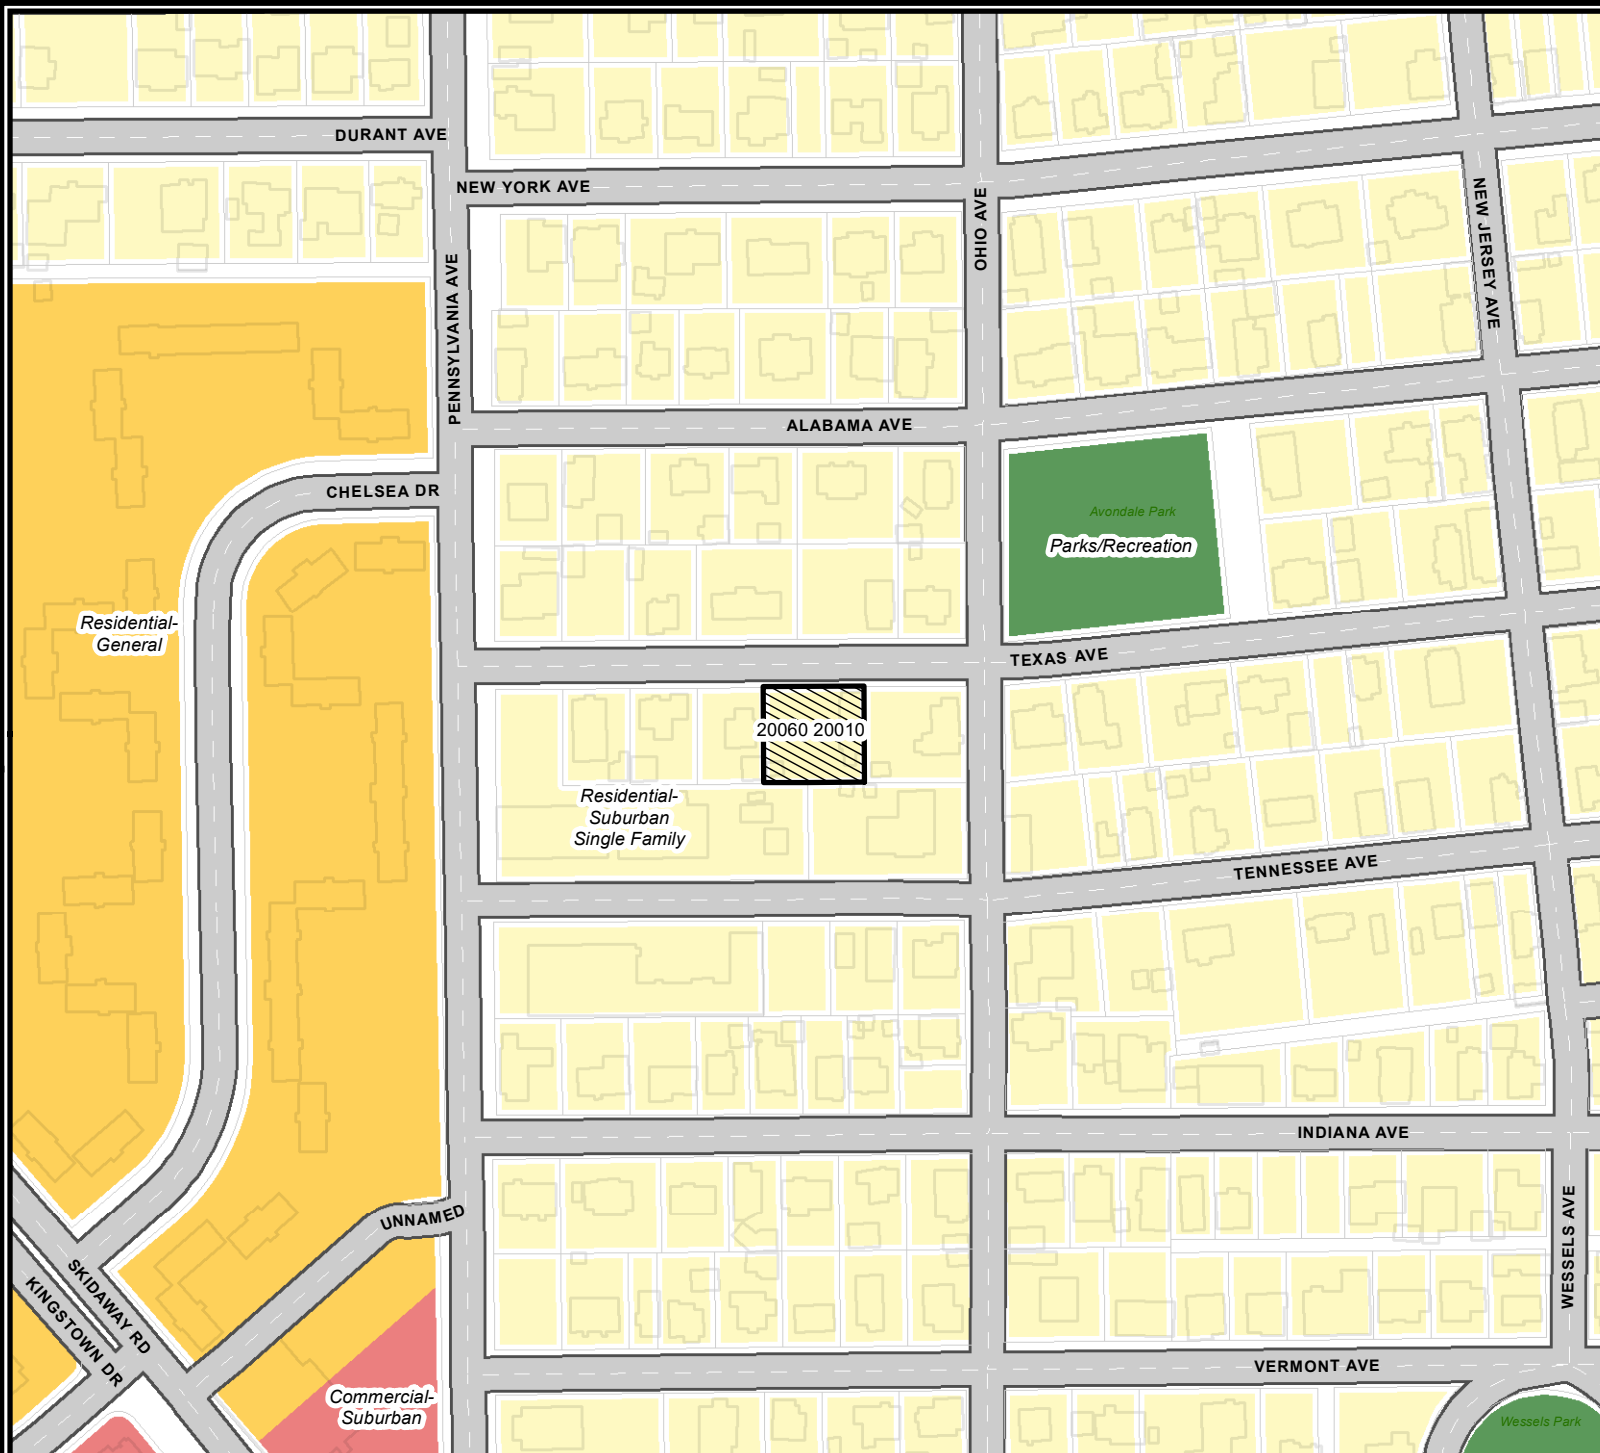 DURANT AVE
NEW YORK AVE
OHIO AVE
NEW JERSEY AVE
PENNSYLVANIA AVE
ALABAMA AVE
CHELSEA DR
Avondale Park
Parks/Recreation
Residential-
General
TEXAS AVE
20060 20010
Residential-
Suburban
Single Family
TENNESSEE AVE
INDIANA AVE
UNNAMED
WESSELS AVE
SKIDAWAY RD
KINGSTOWN DR
VERMONT AVE
Commercial-
Suburban
Wessels Park